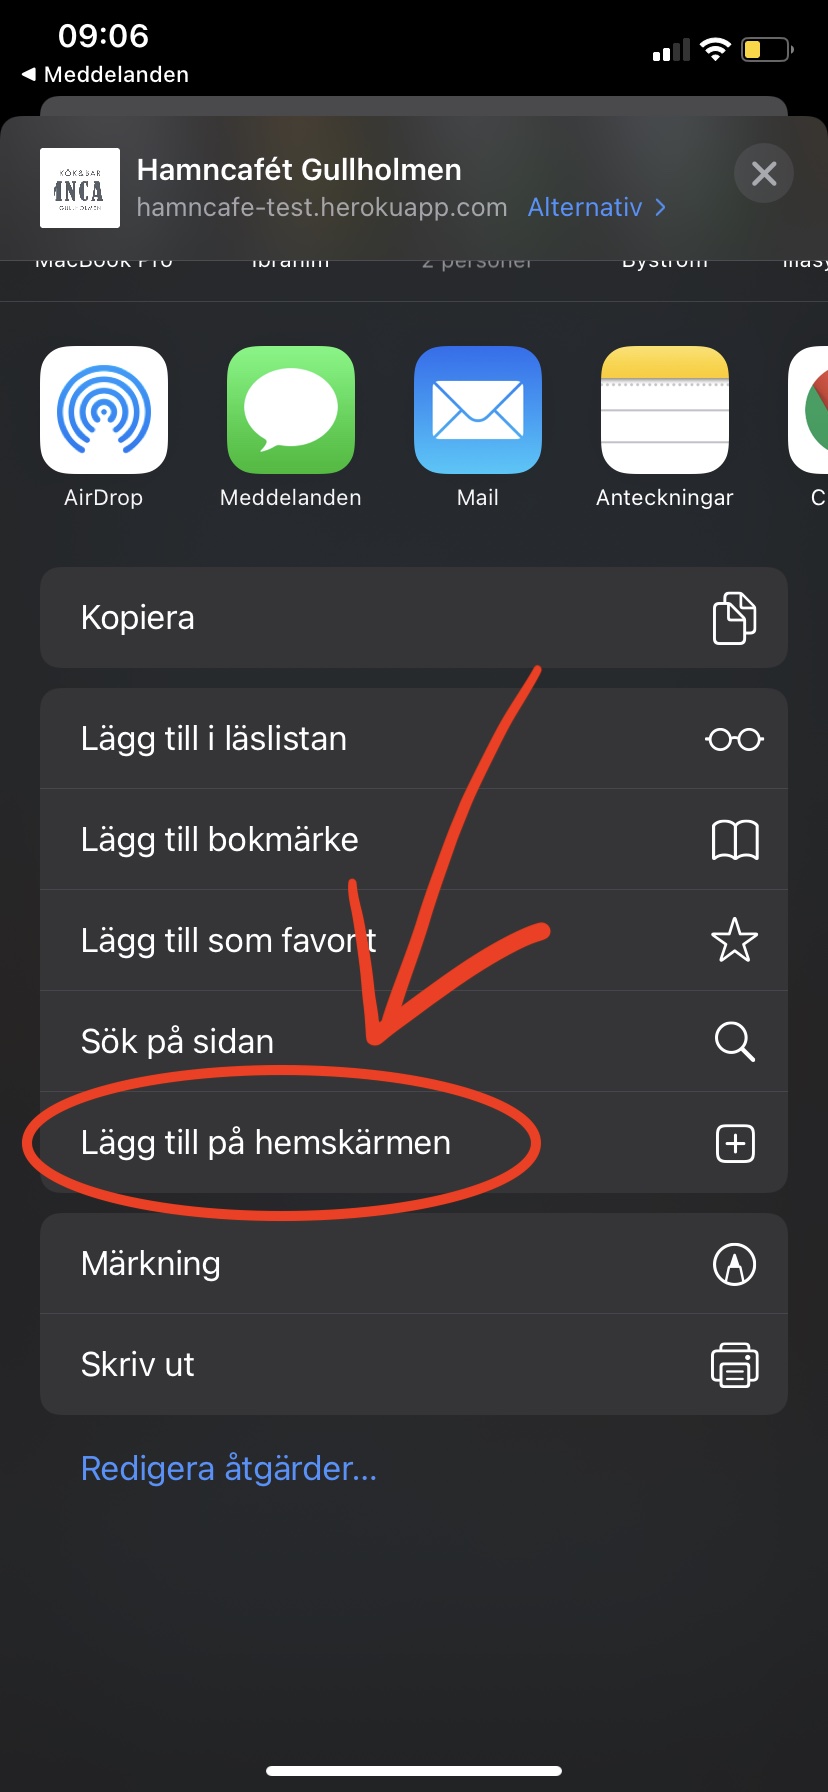 09:06
◀ Meddelanden
KÖK & BAR
GULLHOLMEN
Hamncafét Gullholmen
hamncafe-test.herokuapp.com Alternativ >
MacBook Pro Ibrahim 2 personer Byström
AirDrop Meddelanden Mail Anteckningar C
Kopiera
Lägg till i läslistan
Lägg till bokmärke
Lägg till som favorit
Sök på sidan
Lägg till på hemskärmen
Märkning
Skriv ut
Redigera åtgärder...